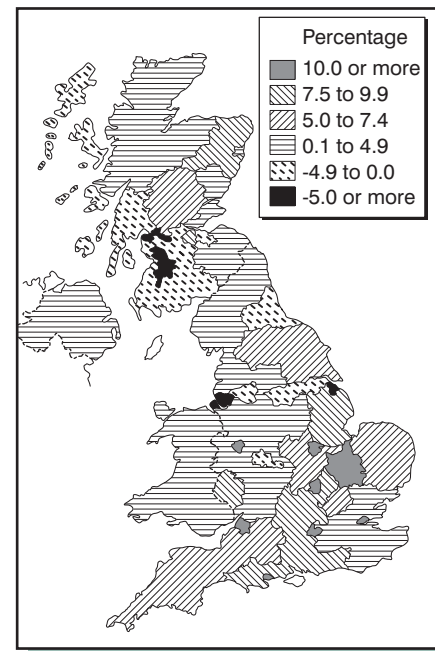 Percentage
10.0 or more
7.5 to 9.9
5.0 to 7.4
0.1 to 4.9
-4.9 to 0.0
-5.0 or more